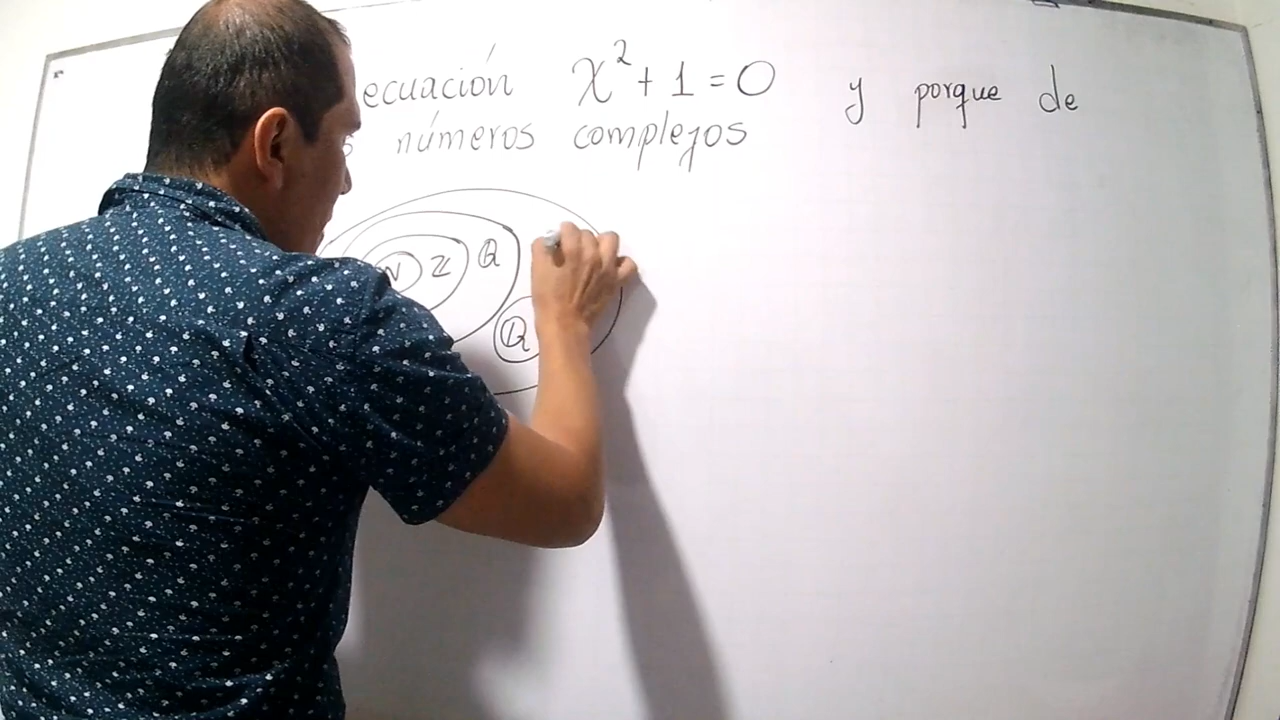 ecuación x² + 1 = 0 y porque de
números complejos
N Z Q
Q